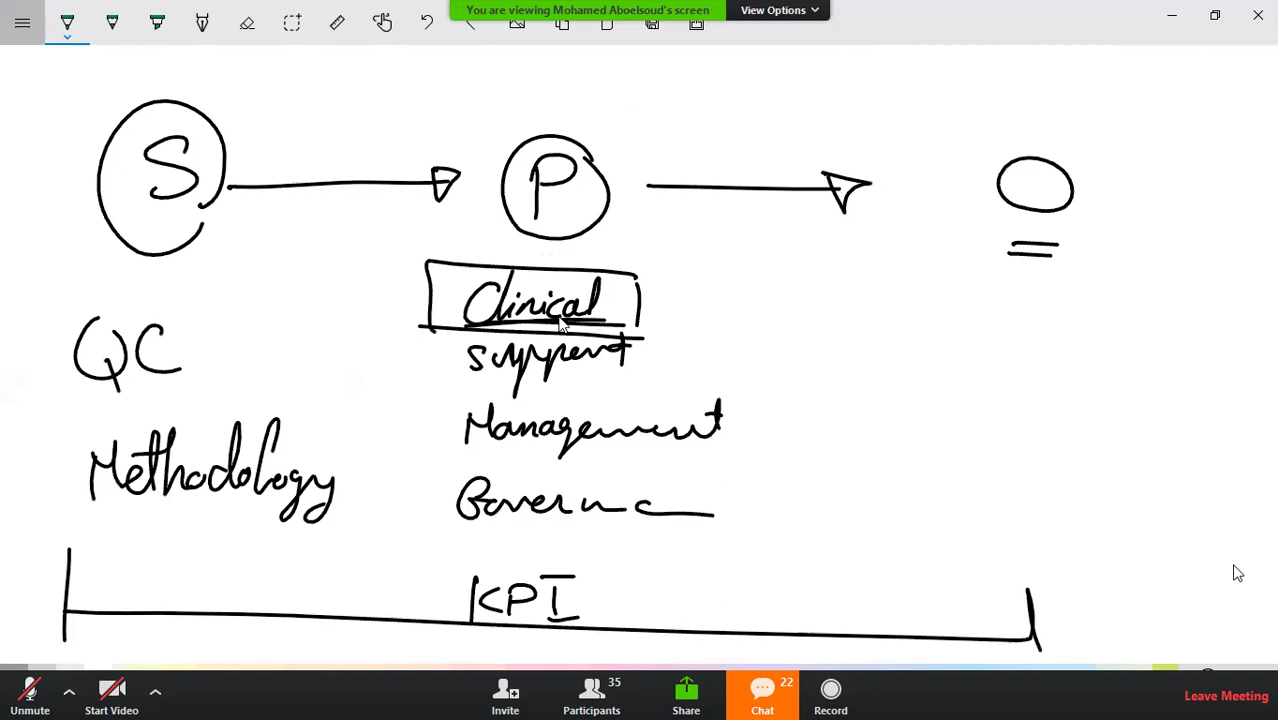 You are viewing Mohamed Aboelsoud's screen
View Options
S
P
O
Clinical
support
QC
Management
Methodology
Governa
KPI
Unmute
Start Video
Invite
35
Participants
Share
22
Chat
Record
Leave Meeting